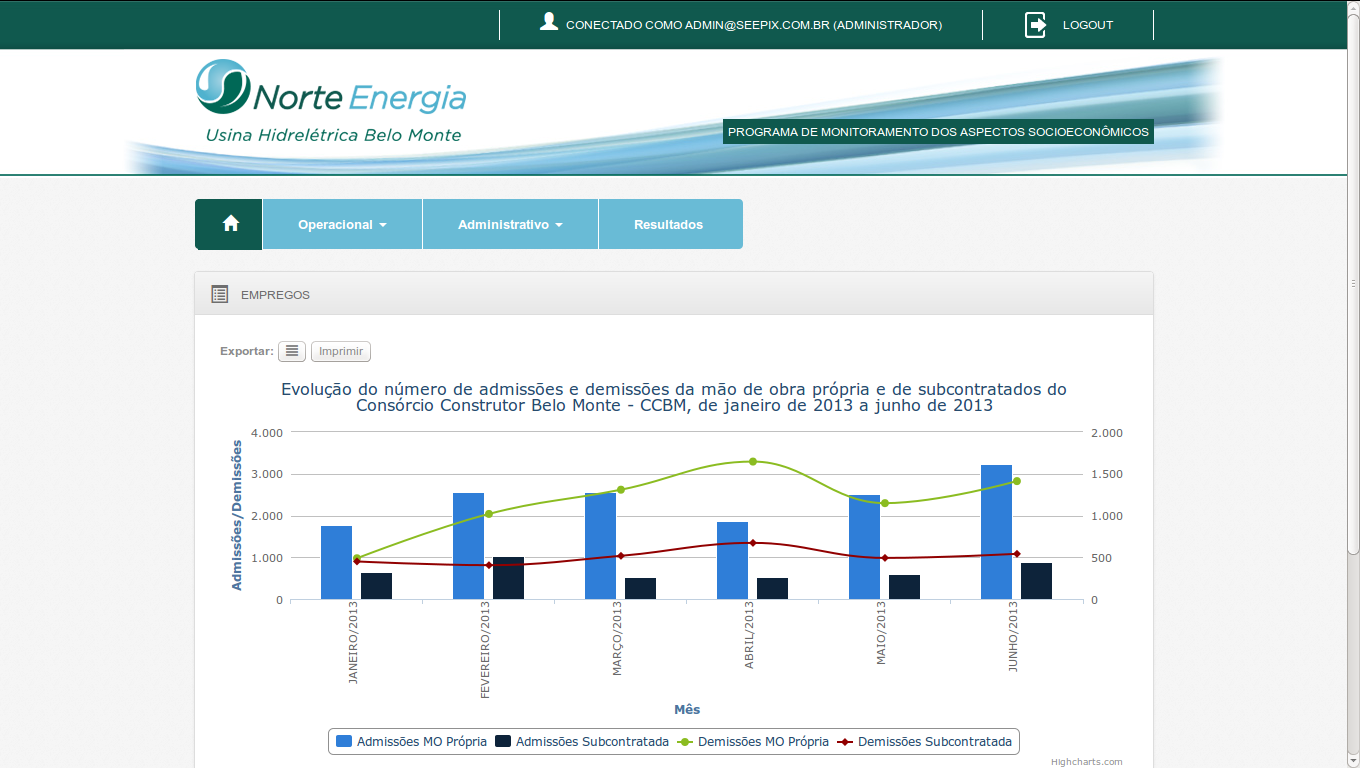 CONECTADO COMO ADMIN@SEEPIX.COM.BR (ADMINISTRADOR)
LOGOUT
Norte Energia
Usina Hidrelétrica Belo Monte
PROGRAMA DE MONITORAMENTO DOS ASPECTOS SOCIOECONÔMICOS
Operacional
Administrativo
Resultados
EMPREGOS
Exportar:
Imprimir
Evolução do número de admissões e demissões da mão de obra própria e de subcontratados do
Consórcio Construtor Belo Monte - CCBM, de janeiro de 2013 a junho de 2013
Admissões/Demissões
4.000
3.000
2.000
1.000
0
2.000
1.500
1.000
500
0
JANEIRO/2013
FEVEREIRO/2013
MARÇO/2013
ABRIL/2013
MAIO/2013
JUNHO/2013
Mês
Admissões MO Própria
Admissões Subcontratada
Demissões MO Própria
Demissões Subcontratada
Highcharts.com